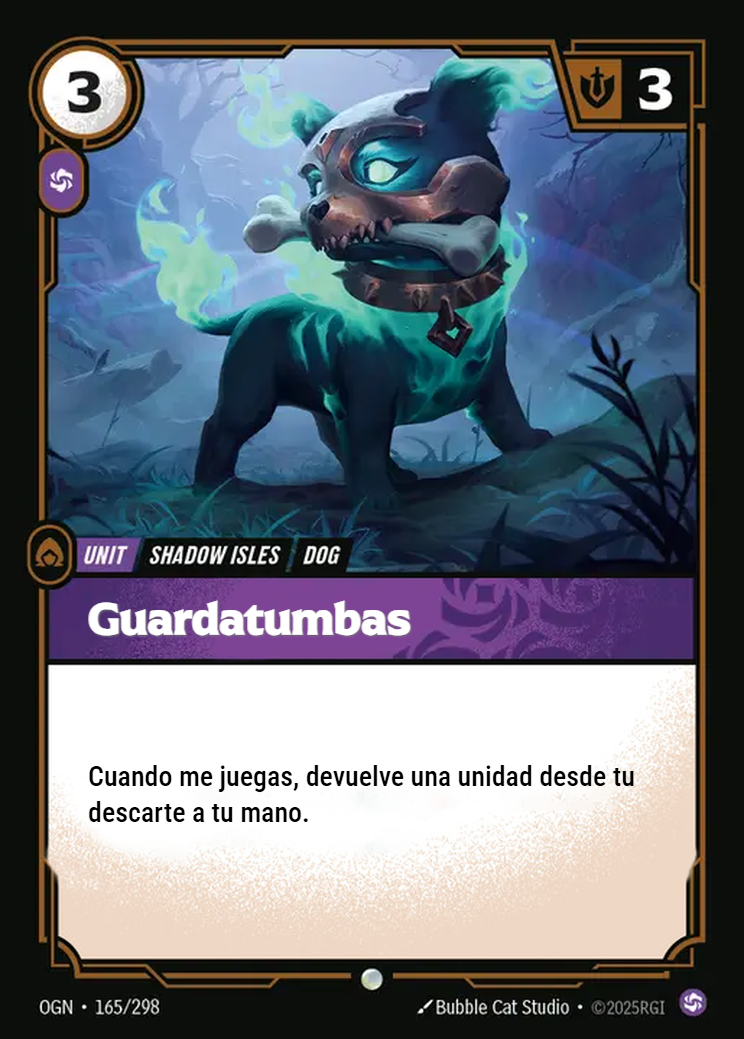 3
3
UNIT SHADOW ISLES DOG
Guardatumbas
Cuando me juegas, devuelve una unidad desde tu
descarte a tu mano.
OGN • 165/298 Bubble Cat Studio • ©2025RGI